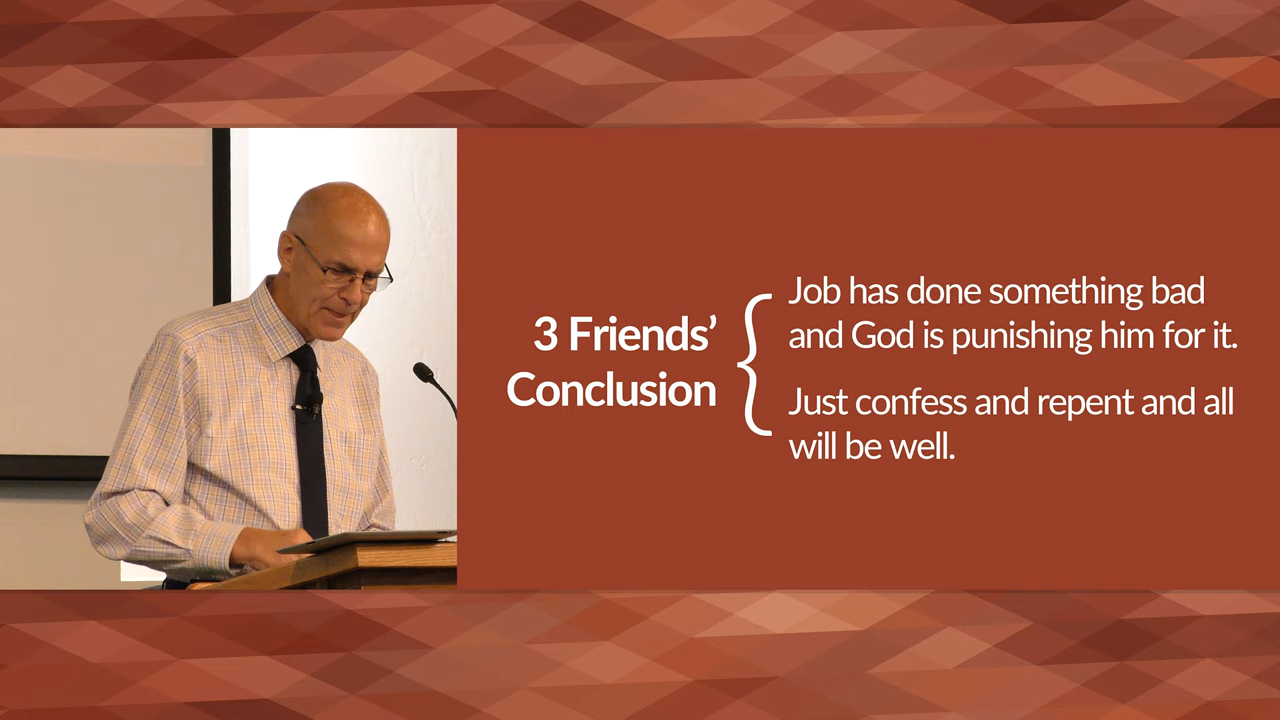 3 Friends’
Conclusion
Job has done something bad
and God is punishing him for it.
Just confess and repent and all
will be well.